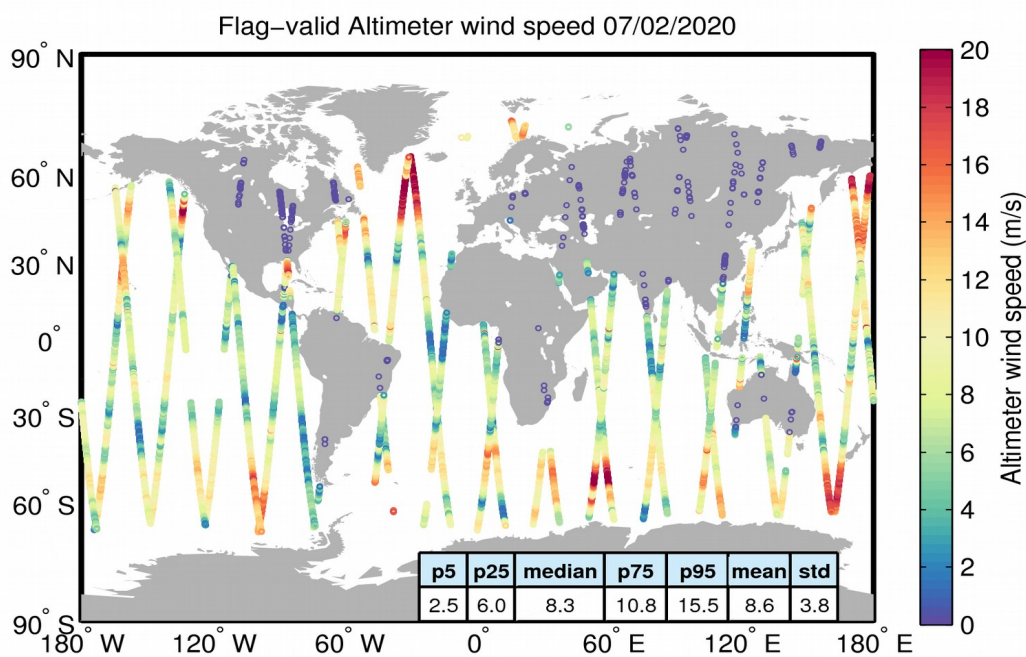 Flag−valid Altimeter wind speed 07/02/2020
90° N
60° N
30° N
0°
30° S
60° S
90° S
180° W
120° W
60° W
0°
60° E
120° E
180° E
p5 p25 median p75 p95 mean std
2.5 6.0 8.3 10.8 15.5 8.6 3.8
20
18
16
14
12
10
8
6
4
2
0
Altimeter wind speed (m/s)